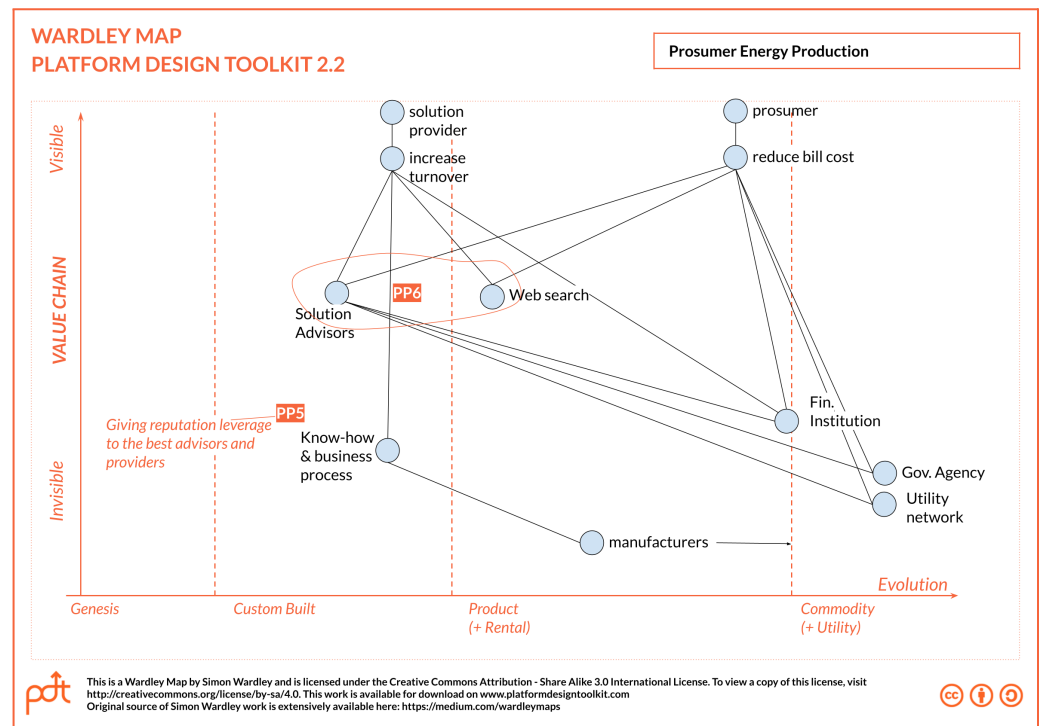 WARDLEY MAP
PLATFORM DESIGN TOOLKIT 2.2
Prosumer Energy Production
Visible
VALUE CHAIN
Invisible
solution
provider
increase
turnover
prosumer
reduce bill cost
PP6
Web search
Solution
Advisors
Fin.
Institution
PP5
Giving reputation leverage
to the best advisors and
providers
Know-how
& business
process
Gov. Agency
Utility
network
manufacturers
Evolution
Genesis
Custom Built
Product
(+ Rental)
Commodity
(+ Utility)
pdt
This is a Wardley Map by Simon Wardley and is licensed under the Creative Commons Attribution - Share Alike 3.0 International License. To view a copy of this license, visit
http://creativecommons.org/license/by-sa/4.0. This work is available for download on www.platformdesigntoolkit.com
Original source of Simon Wardley work is extensively available here: https://medium.com/wardleymaps
cc